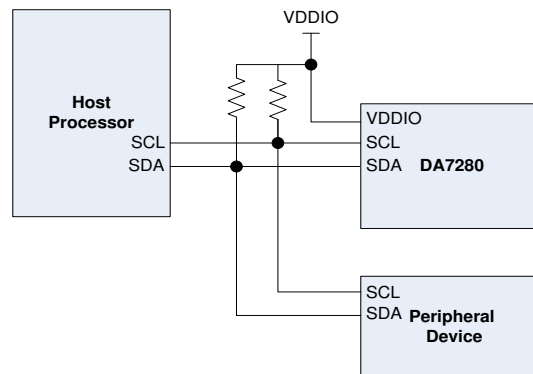 VDDIO
Host
Processor
SCL
SDA
VDDIO
SCL
SDA DA7280
SCL
SDA Peripheral
Device